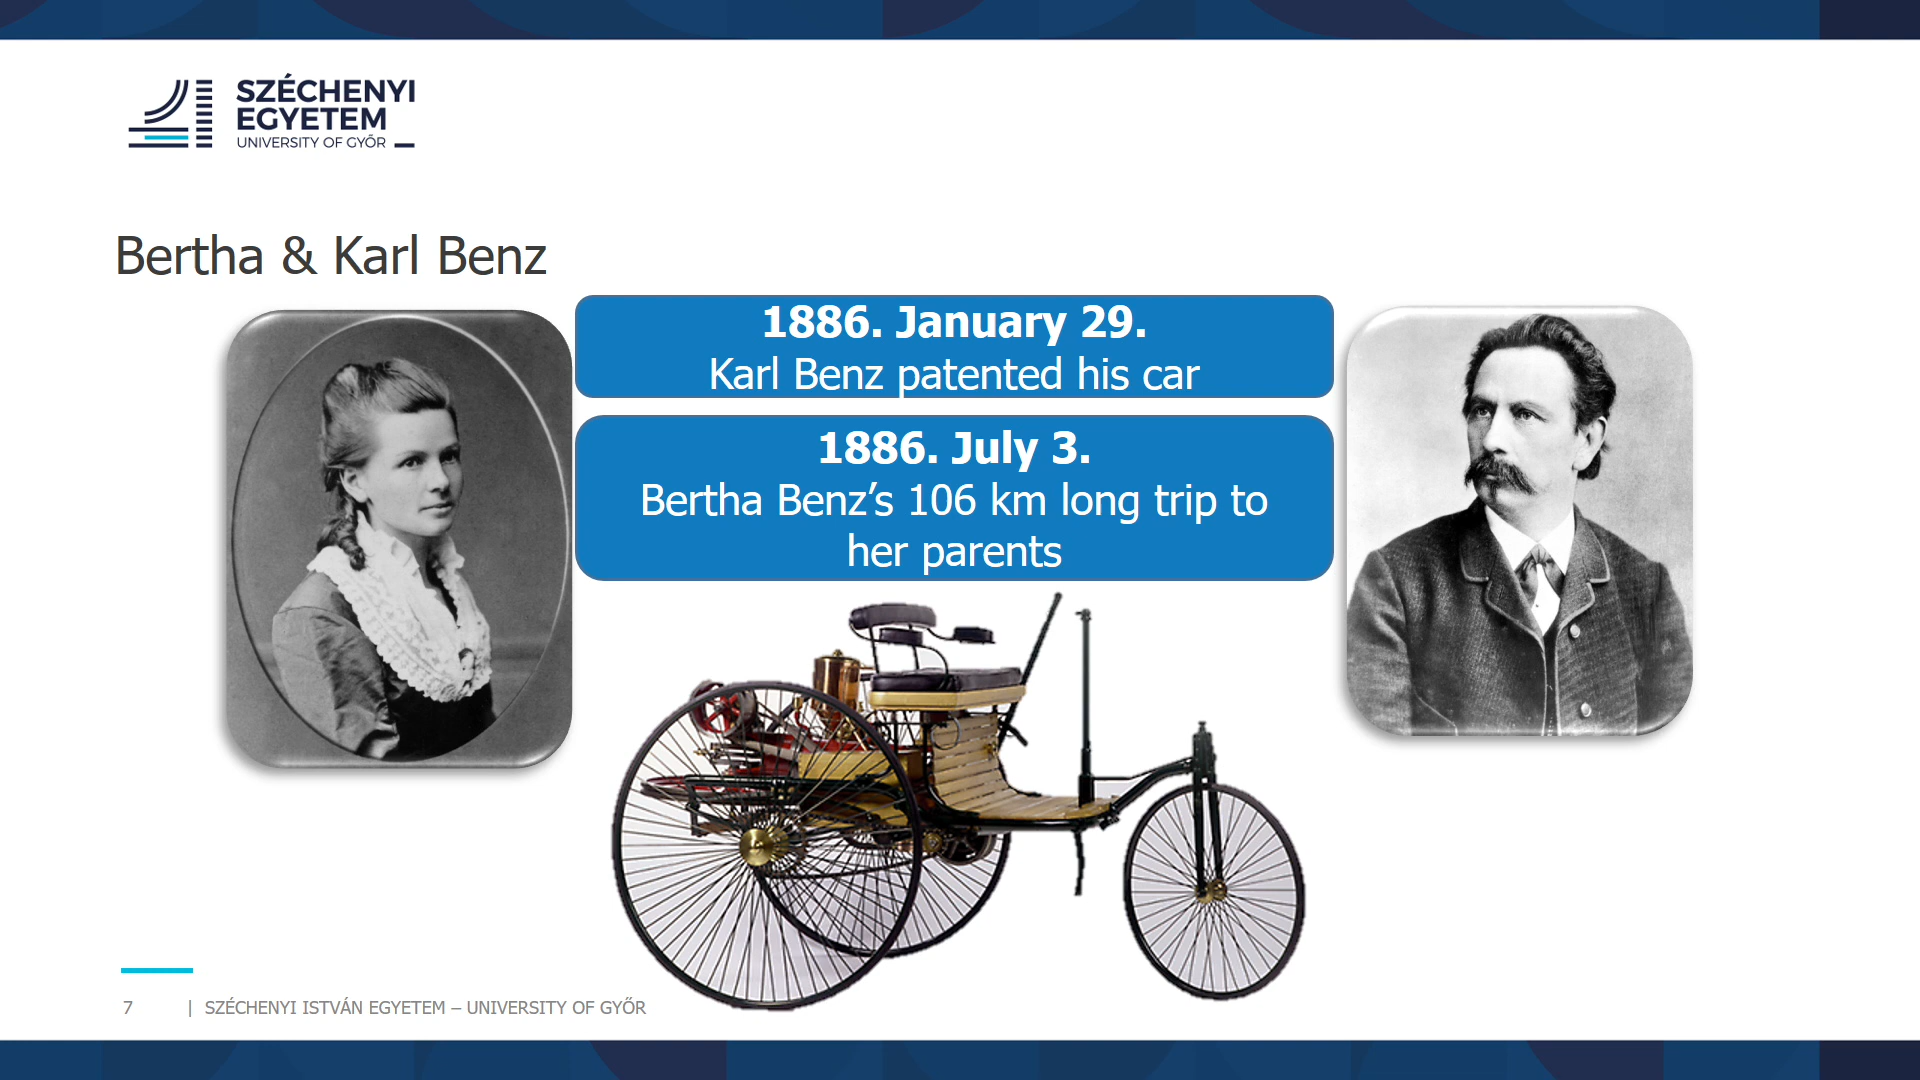 SZÉCHENYI
EGYETEM
UNIVERSITY OF GYŐR
Bertha & Karl Benz
1886. January 29.
Karl Benz patented his car
1886. July 3.
Bertha Benz’s 106 km long trip to
her parents
7 | SZÉCHENYI ISTVÁN EGYETEM – UNIVERSITY OF GYŐR